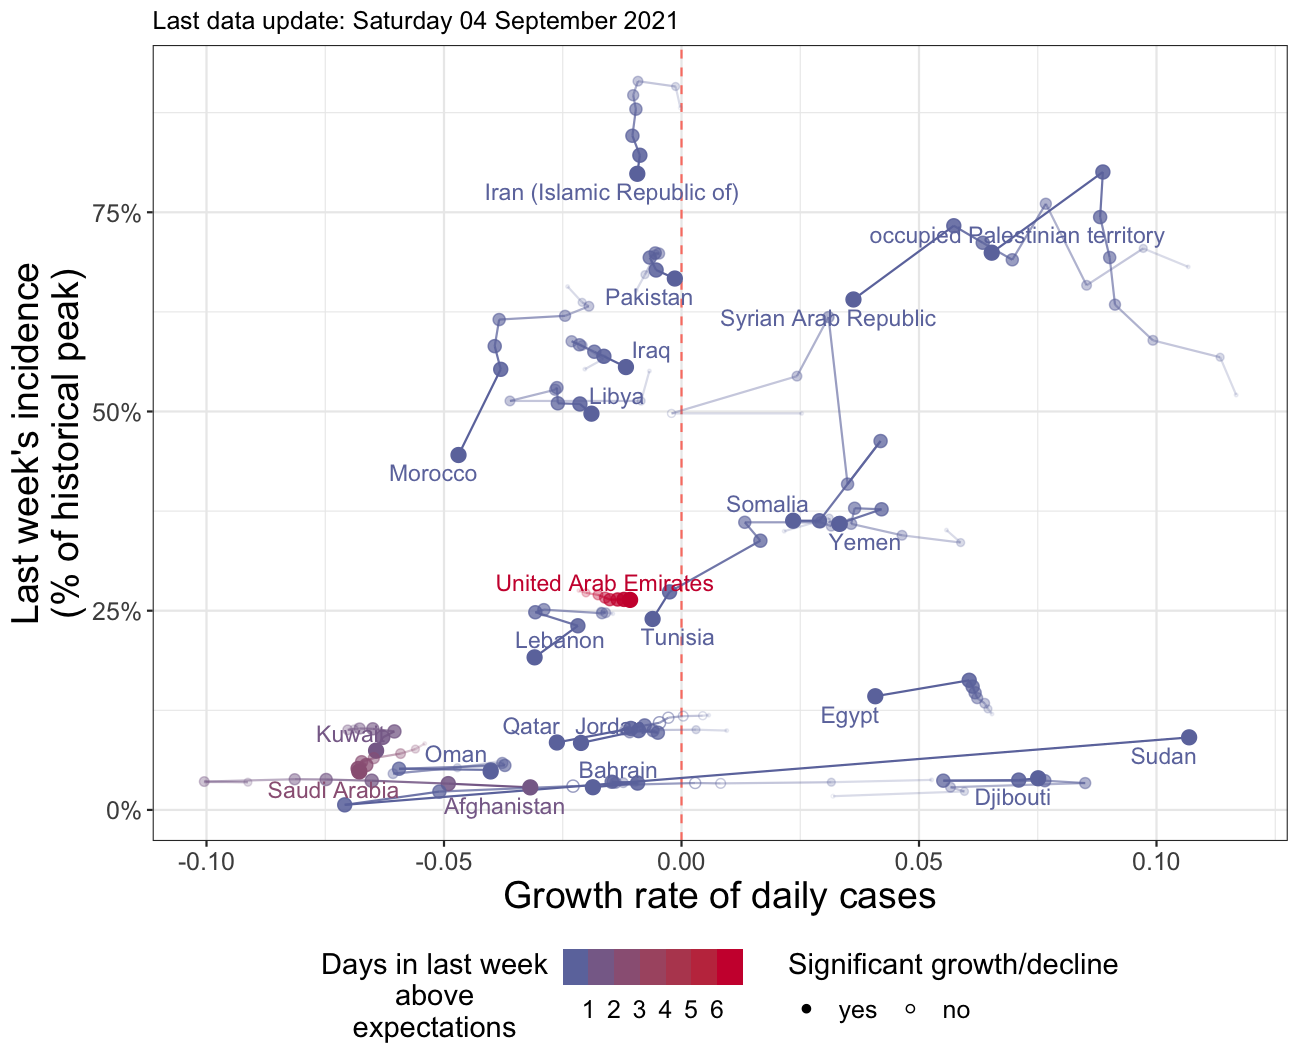 Last data update: Saturday 04 September 2021
Last week's incidence
(% of historical peak)
75%
50%
25%
0%
Iran (Islamic Republic of)
occupied Palestinian territory
Pakistan
Syrian Arab Republic
Iraq
Libya
Morocco
Somalia
Yemen
United Arab Emirates
Tunisia
Lebanon
Egypt
Qatar
Jorda
Kuwait
Oman
Sudan
Bahrain
Saudi Arabia
Djibouti
Afghanistan
-0.10
-0.05
0.00
0.05
0.10
Growth rate of daily cases
Days in last week
above
expectations
1 2 3 4 5 6
Significant growth/decline
yes
no